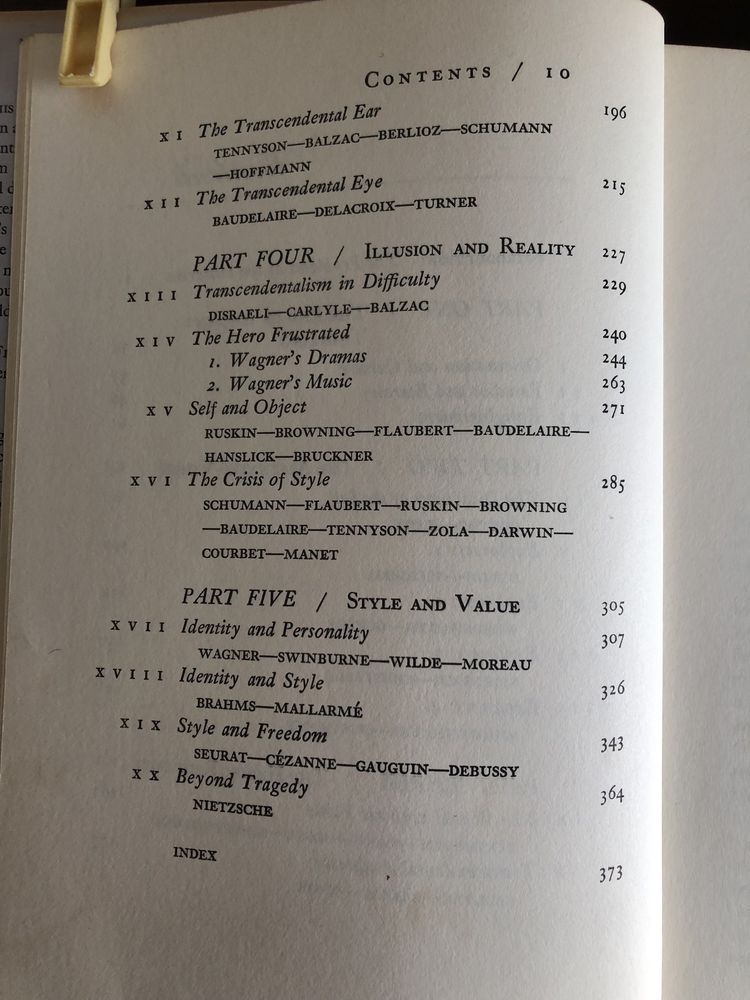 CONTENTS / 10
XI The Transcendental Ear 196
TENNYSON—BALZAC—BERLIOZ—SCHUMANN
—HOFFMANN
XII The Transcendental Eye 215
BAUDELAIRE—DELACROIX—TURNER
PART FOUR / ILLUSION AND REALITY 227
XIII Transcendentalism in Difficulty 229
DISRAELI—CARLYLE—BALZAC
XIV The Hero Frustrated 240
1. Wagner's Dramas 244
2. Wagner's Music 263
XV Self and Object 271
RUSKIN—BROWNING—FLAUBERT—BAUDELAIRE—
HANSLICK—BRUCKNER
XVI The Crisis of Style 285
SCHUMANN—FLAUBERT—RUSKIN—BROWNING
—BAUDELAIRE—TENNYSON—ZOLA—DARWIN—
COURBET—MANET
PART FIVE / STYLE AND VALUE 305
XVII Identity and Personality 307
WAGNER—SWINBURNE—WILDE—MOREAU
XVIII Identity and Style 326
BRAHMS—MALLARMÉ
XIX Style and Freedom 343
SEURAT—CÉZANNE—GAUGUIN—DEBUSSY
XX Beyond Tragedy 364
NIETZSCHE
INDEX 373